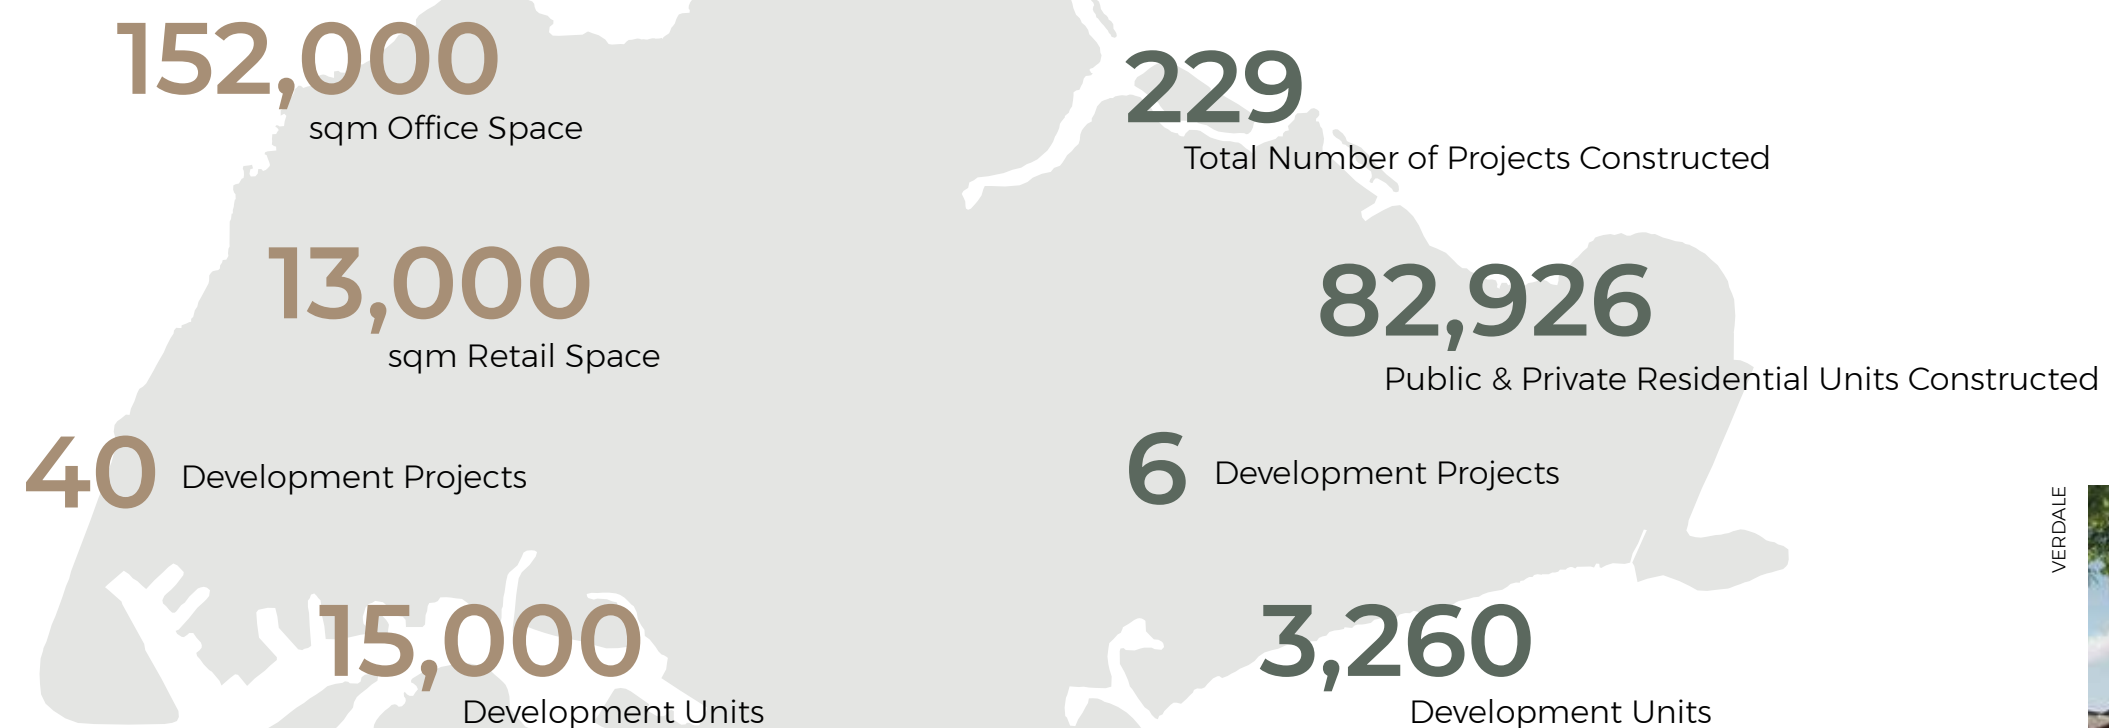 152,000
sqm Office Space
13,000
sqm Retail Space
40
Development Projects
15,000
Development Units
229
Total Number of Projects Constructed
82,926
Public & Private Residential Units Constructed
6
Development Projects
3,260
Development Units
VERDALE